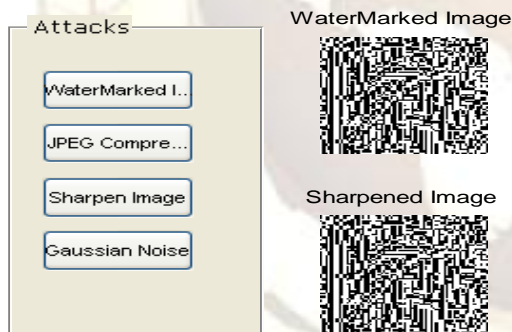 Attacks
WaterMarked I...
JPEG Compre...
Sharpen Image
Gaussian Noise
WaterMarked Image
Sharpened Image